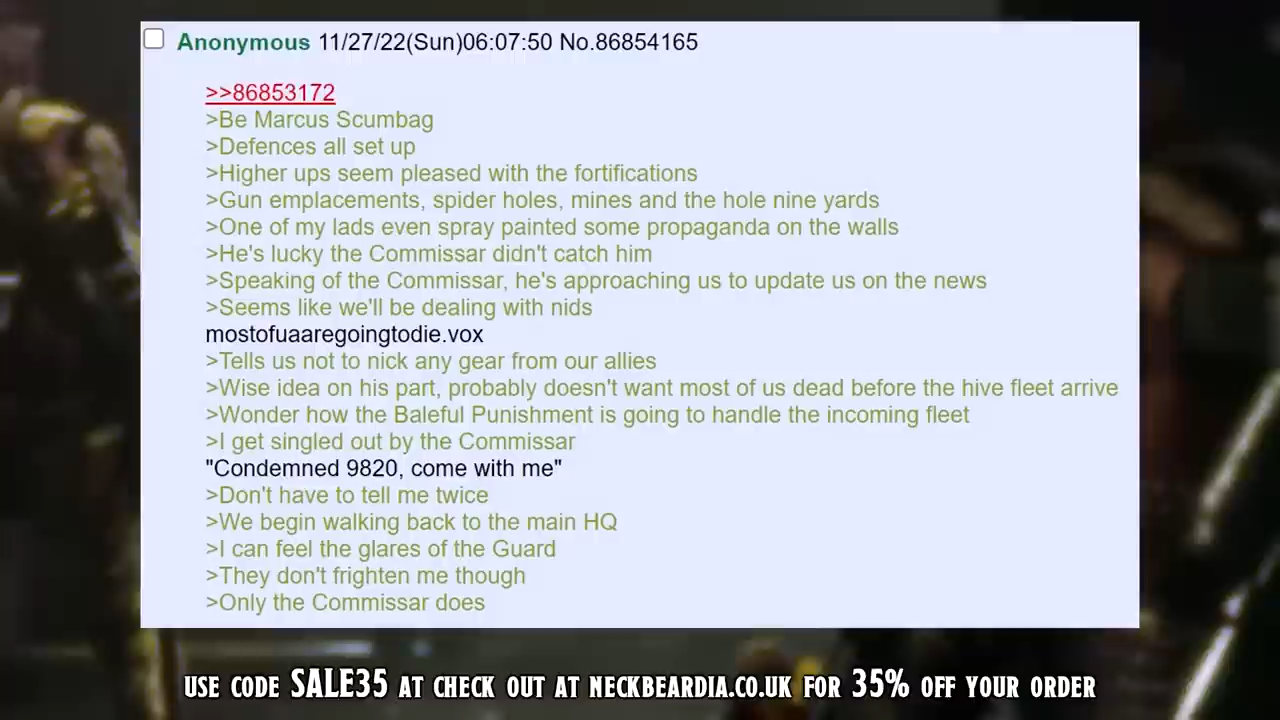 Anonymous 11/27/22(Sun)06:07:50 No.86854165
>>86853172
>Be Marcus Scumbag
>Defences all set up
>Higher ups seem pleased with the fortifications
>Gun emplacements, spider holes, mines and the hole nine yards
>One of my lads even spray painted some propaganda on the walls
>He's lucky the Commissar didn't catch him
>Speaking of the Commissar, he's approaching us to update us on the news
>Seems like we'll be dealing with nids
mostofuaaregoingtodie.vox
>Tells us not to nick any gear from our allies
>Wise idea on his part, probably doesn't want most of us dead before the hive fleet arrive
>Wonder how the Baleful Punishment is going to handle the incoming fleet
>I get singled out by the Commissar
"Condemned 9820, come with me"
>Don't have to tell me twice
>We begin walking back to the main HQ
>I can feel the glares of the Guard
>They don't frighten me though
>Only the Commissar does
USE CODE SALE35 AT CHECK OUT AT NECKBEARDIA.CO.UK FOR 35% OFF YOUR ORDER